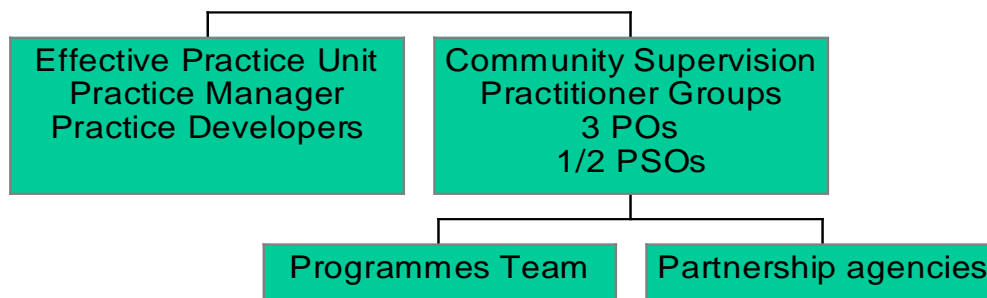 Effective Practice Unit
Practice Manager
Practice Developers
Community Supervision
Practitioner Groups
3 POs
1/2 PSOs
Programmes Team
Partnership agencies